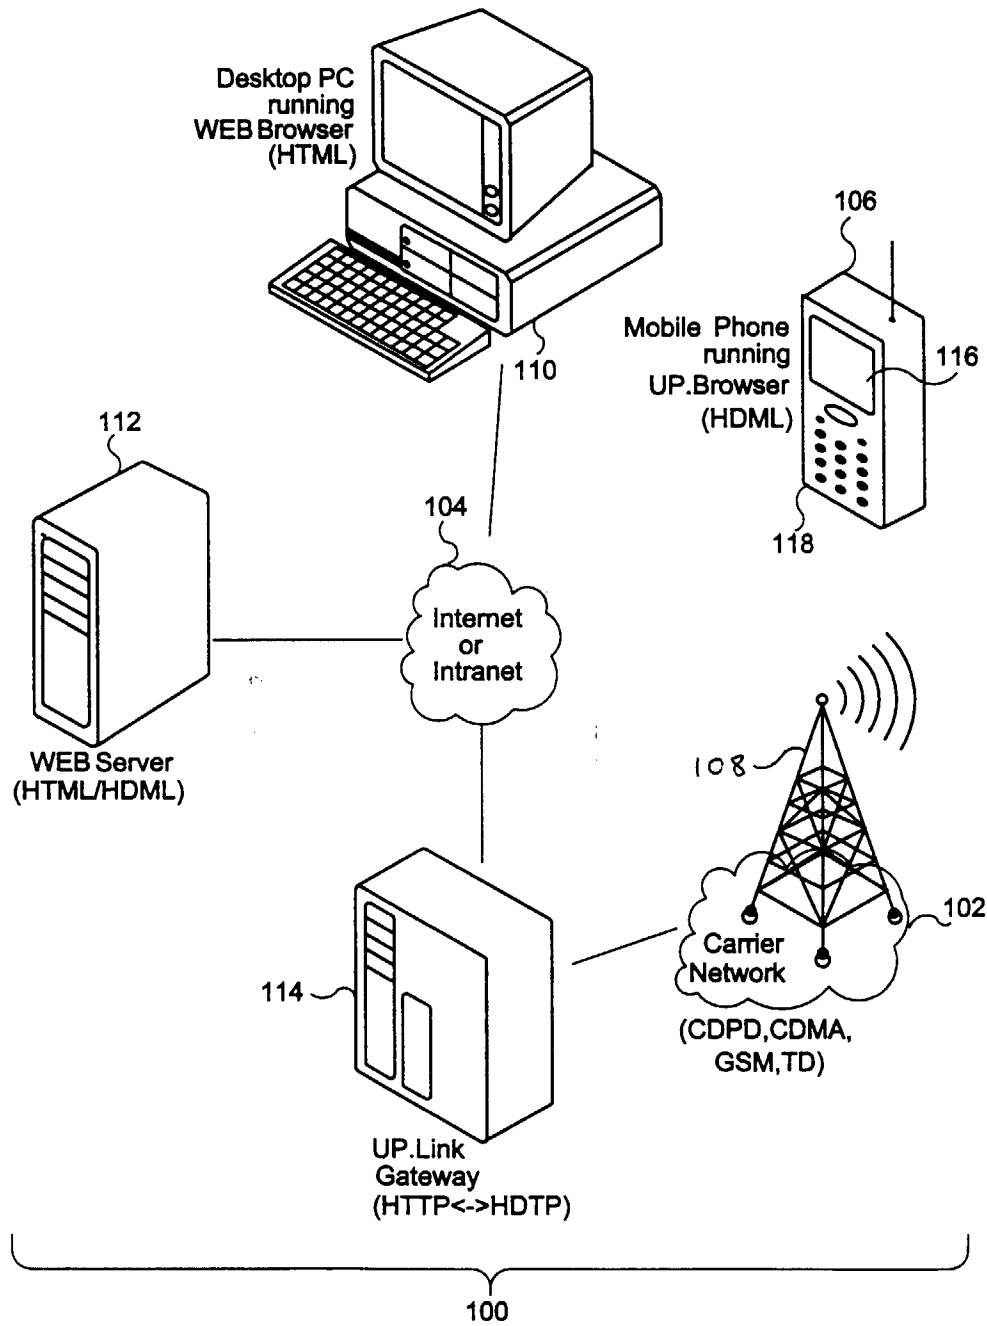 Desktop PC
running
WEB Browser
(HTML)
110
106
Mobile Phone
running
UP.Browser
(HDML)
116
118
112
WEB Server
(HTML/HDML)
104
Internet
or
Intranet
108
102
Carrier
Network
(CDPD,CDMA,
GSM,TD)
114
UP.Link
Gateway
(HTTP<->HDTP)
100